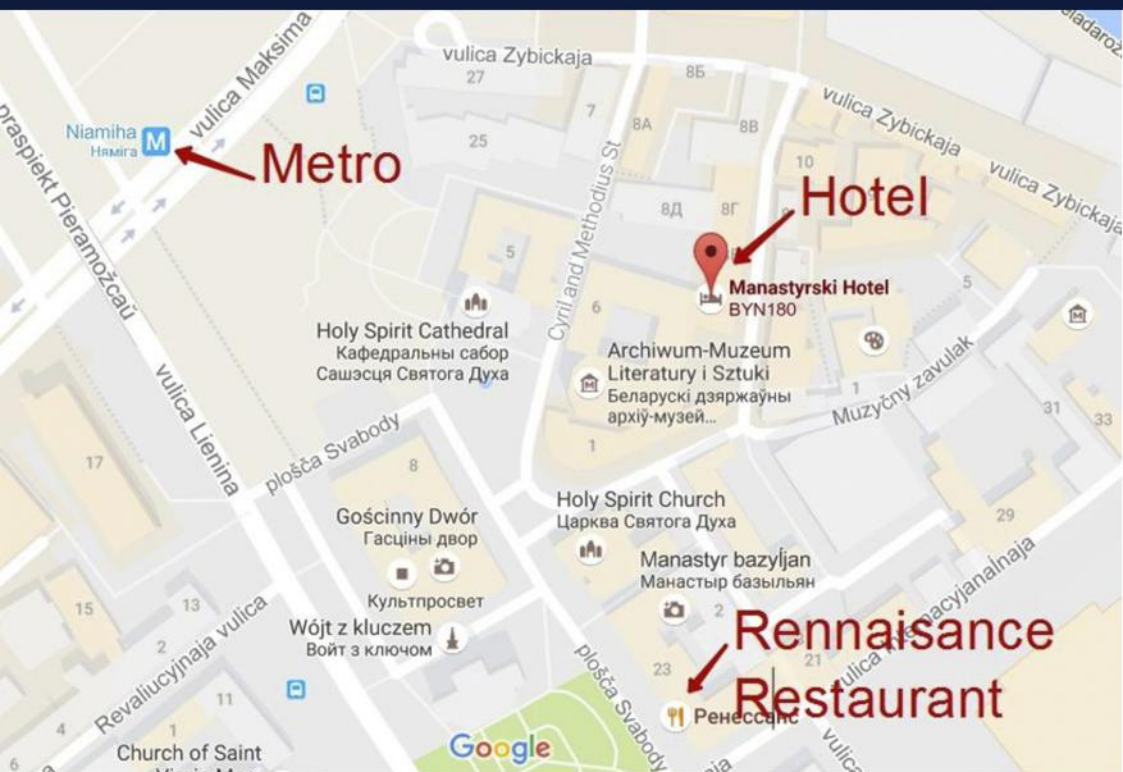 vulica Zybickaja
27
8Б
7
vulica Maksima
Niamiha
Няміга
M
Metro
praspiekt Pieramožcaŭ
8A
8B
25
vulica Zybickaja
10
vulica Zybickaja
Hotel
8Д
8Г
5
Cyril and Methodius St
Manastyrski Hotel
BYN180
5
6
Holy Spirit Cathedral
Кафедральны сабор
Сашэсця Святога Духа
Archiwum-Muzeum
Literatury i Sztuki
Беларускі дзяржаўны
архіў-музей...
1
Muzyčny zavulak
31
33
vulica Lienina
plošča Svabody
17
8
1
Gościnny Dwór
Гасціны двор
Культпросвет
Holy Spirit Church
Царква Святога Духа
29
Manastyr bazyljan
Манастыр базыльян
2
15
13
2
Revaliucyjnaja vulica
Wójt z kluczem
Войт з ключом
Rennaisance
Restaurant
23
21
Ренессанс
plošča Svabody
vulica
11
4
1
6
Church of Saint
Google